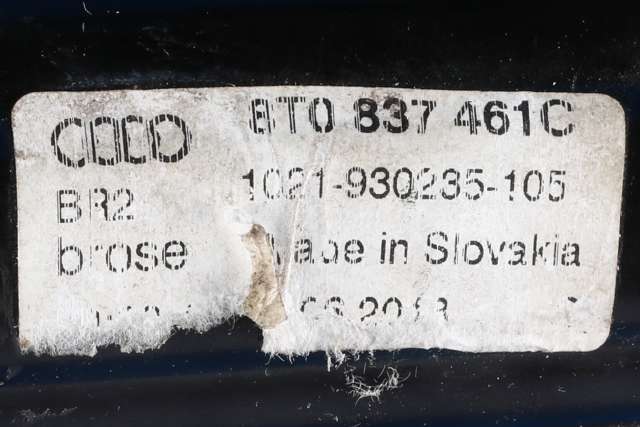 8T0 837 461C
BR2 1021-930235-105
brose Made in Slovakia